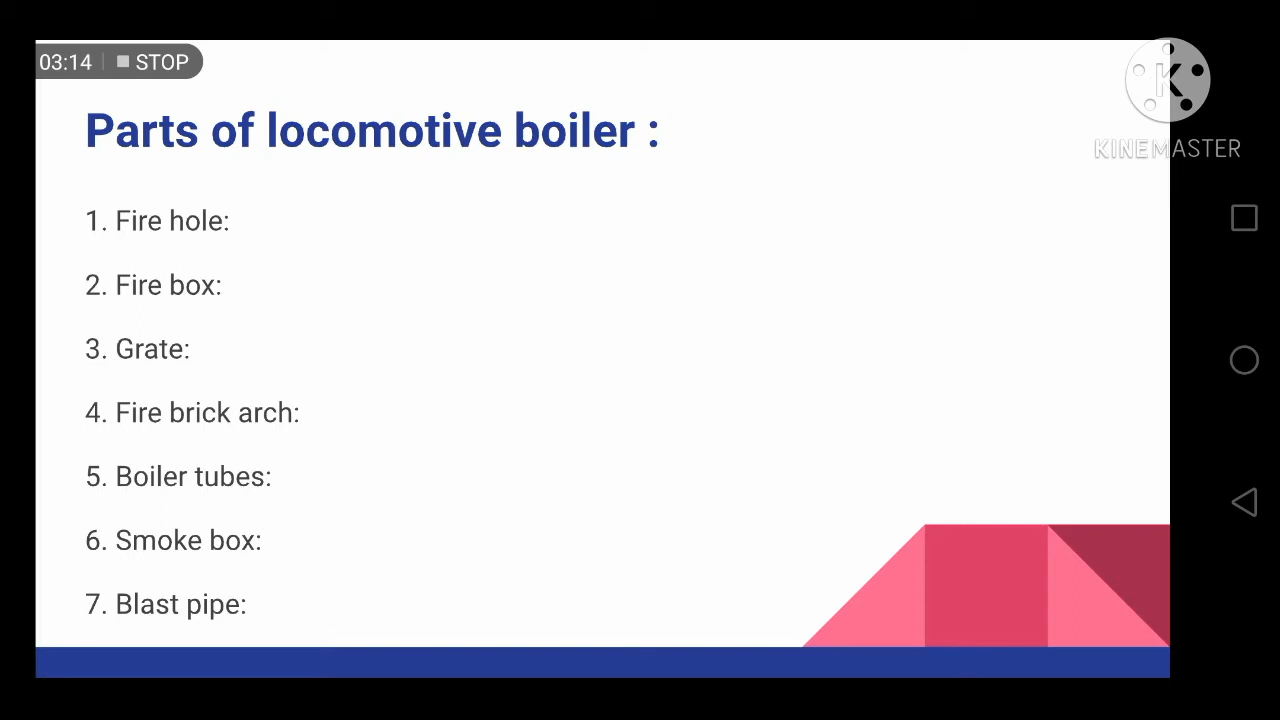 03:14 STOP
K
KINEMASTER
Parts of locomotive boiler :
1. Fire hole:
2. Fire box:
3. Grate:
4. Fire brick arch:
5. Boiler tubes:
6. Smoke box:
7. Blast pipe: